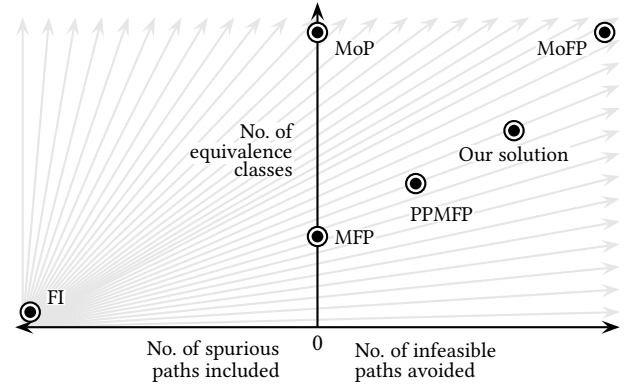 MoP
MoFP
No. of
equivalence
classes
Our solution
PPMFP
MFP
FI
0
No. of spurious
paths included
No. of infeasible
paths avoided